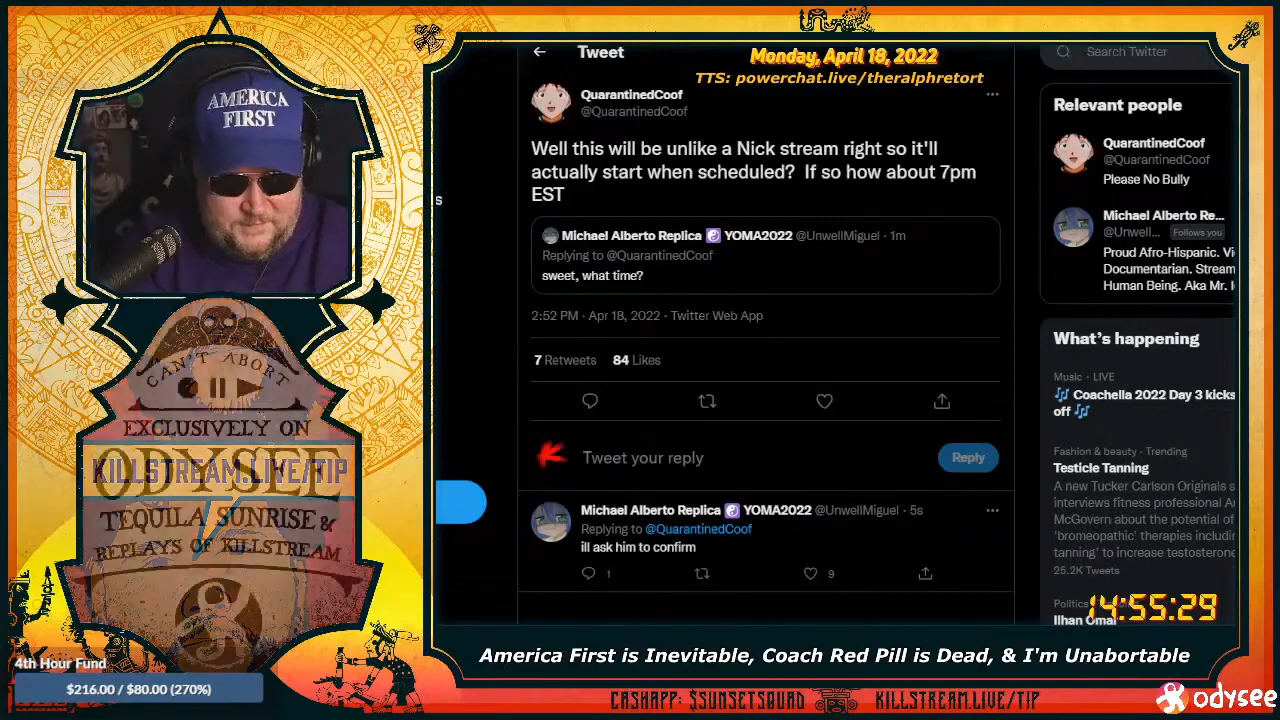 AMERICA
FIRST
CAN'T ABORT
EXCLUSIVELY ON
ODYSEE
KILLSTREAM.LIVE/TIP
TEQUILA SUNRISE &
REPLAYS OF KILLSTREAM
4th Hour Fund
$216.00 / $80.00 (270%)
Tweet
Monday, April 18, 2022
TTS: powerchat.live/theralphretort
QuarantinedCoof
@QuarantinedCoof
Well this will be unlike a Nick stream right so it'll
actually start when scheduled? If so how about 7pm
EST
Michael Alberto Replica ☯ YOMA2022 @UnwellMiguel · 1m
Replying to @QuarantinedCoof
sweet, what time?
2:52 PM · Apr 18, 2022 · Twitter Web App
7 Retweets 84 Likes
Tweet your reply
Reply
Michael Alberto Replica ☯ YOMA2022 @UnwellMiguel · 5s
Replying to @QuarantinedCoof
ill ask him to confirm
1 9
s
Search Twitter
Relevant people
QuarantinedCoof
@QuarantinedCoof
Please No Bully
Michael Alberto Re...
@Unwell... Follows you
Proud Afro-Hispanic. Vi
Documentarian. Stream
Human Being. Aka Mr.
What's happening
Music · LIVE
🎶 Coachella 2022 Day 3 kicks
off 🎶
Fashion & beauty · Trending
Testicle Tanning
A new Tucker Carlson Originals s
interviews fitness professional A
McGovern about the potential of
'bromeopathic' therapies includin
tanning' to increase testosterone
25.2K Tweets
Politics
Ilhan Omar
14:55:29
America First is Inevitable, Coach Red Pill is Dead, & I'm Unabortable
CASHAPP: $SUNSETSQUAD KILLSTREAM.LIVE/TIP
odysee